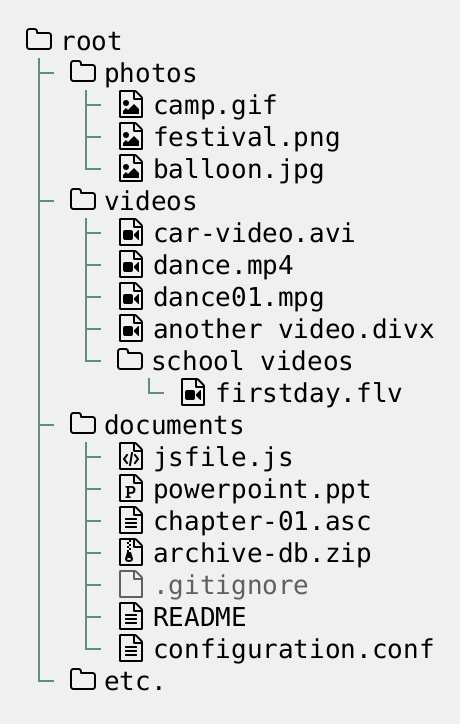 root
photos
camp.gif
festival.png
balloon.jpg
videos
car-video.avi
dance.mp4
dance01.mpg
another video.divx
school videos
firstday.flv
documents
jsfile.js
powerpoint.ppt
chapter-01.asc
archive-db.zip
.gitignore
README
configuration.conf
etc.